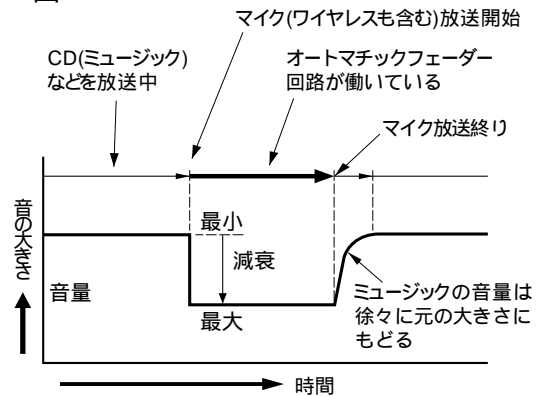 マイク(ワイヤレスも含む)放送開始
CD(ミュージック)
などを放送中
オートマチックフェーダー
回路が働いている
マイク放送終り
音の大きさ
最小
減衰
音量
最大
ミュージックの音量は
徐々に元の大きさに
もどる
時間